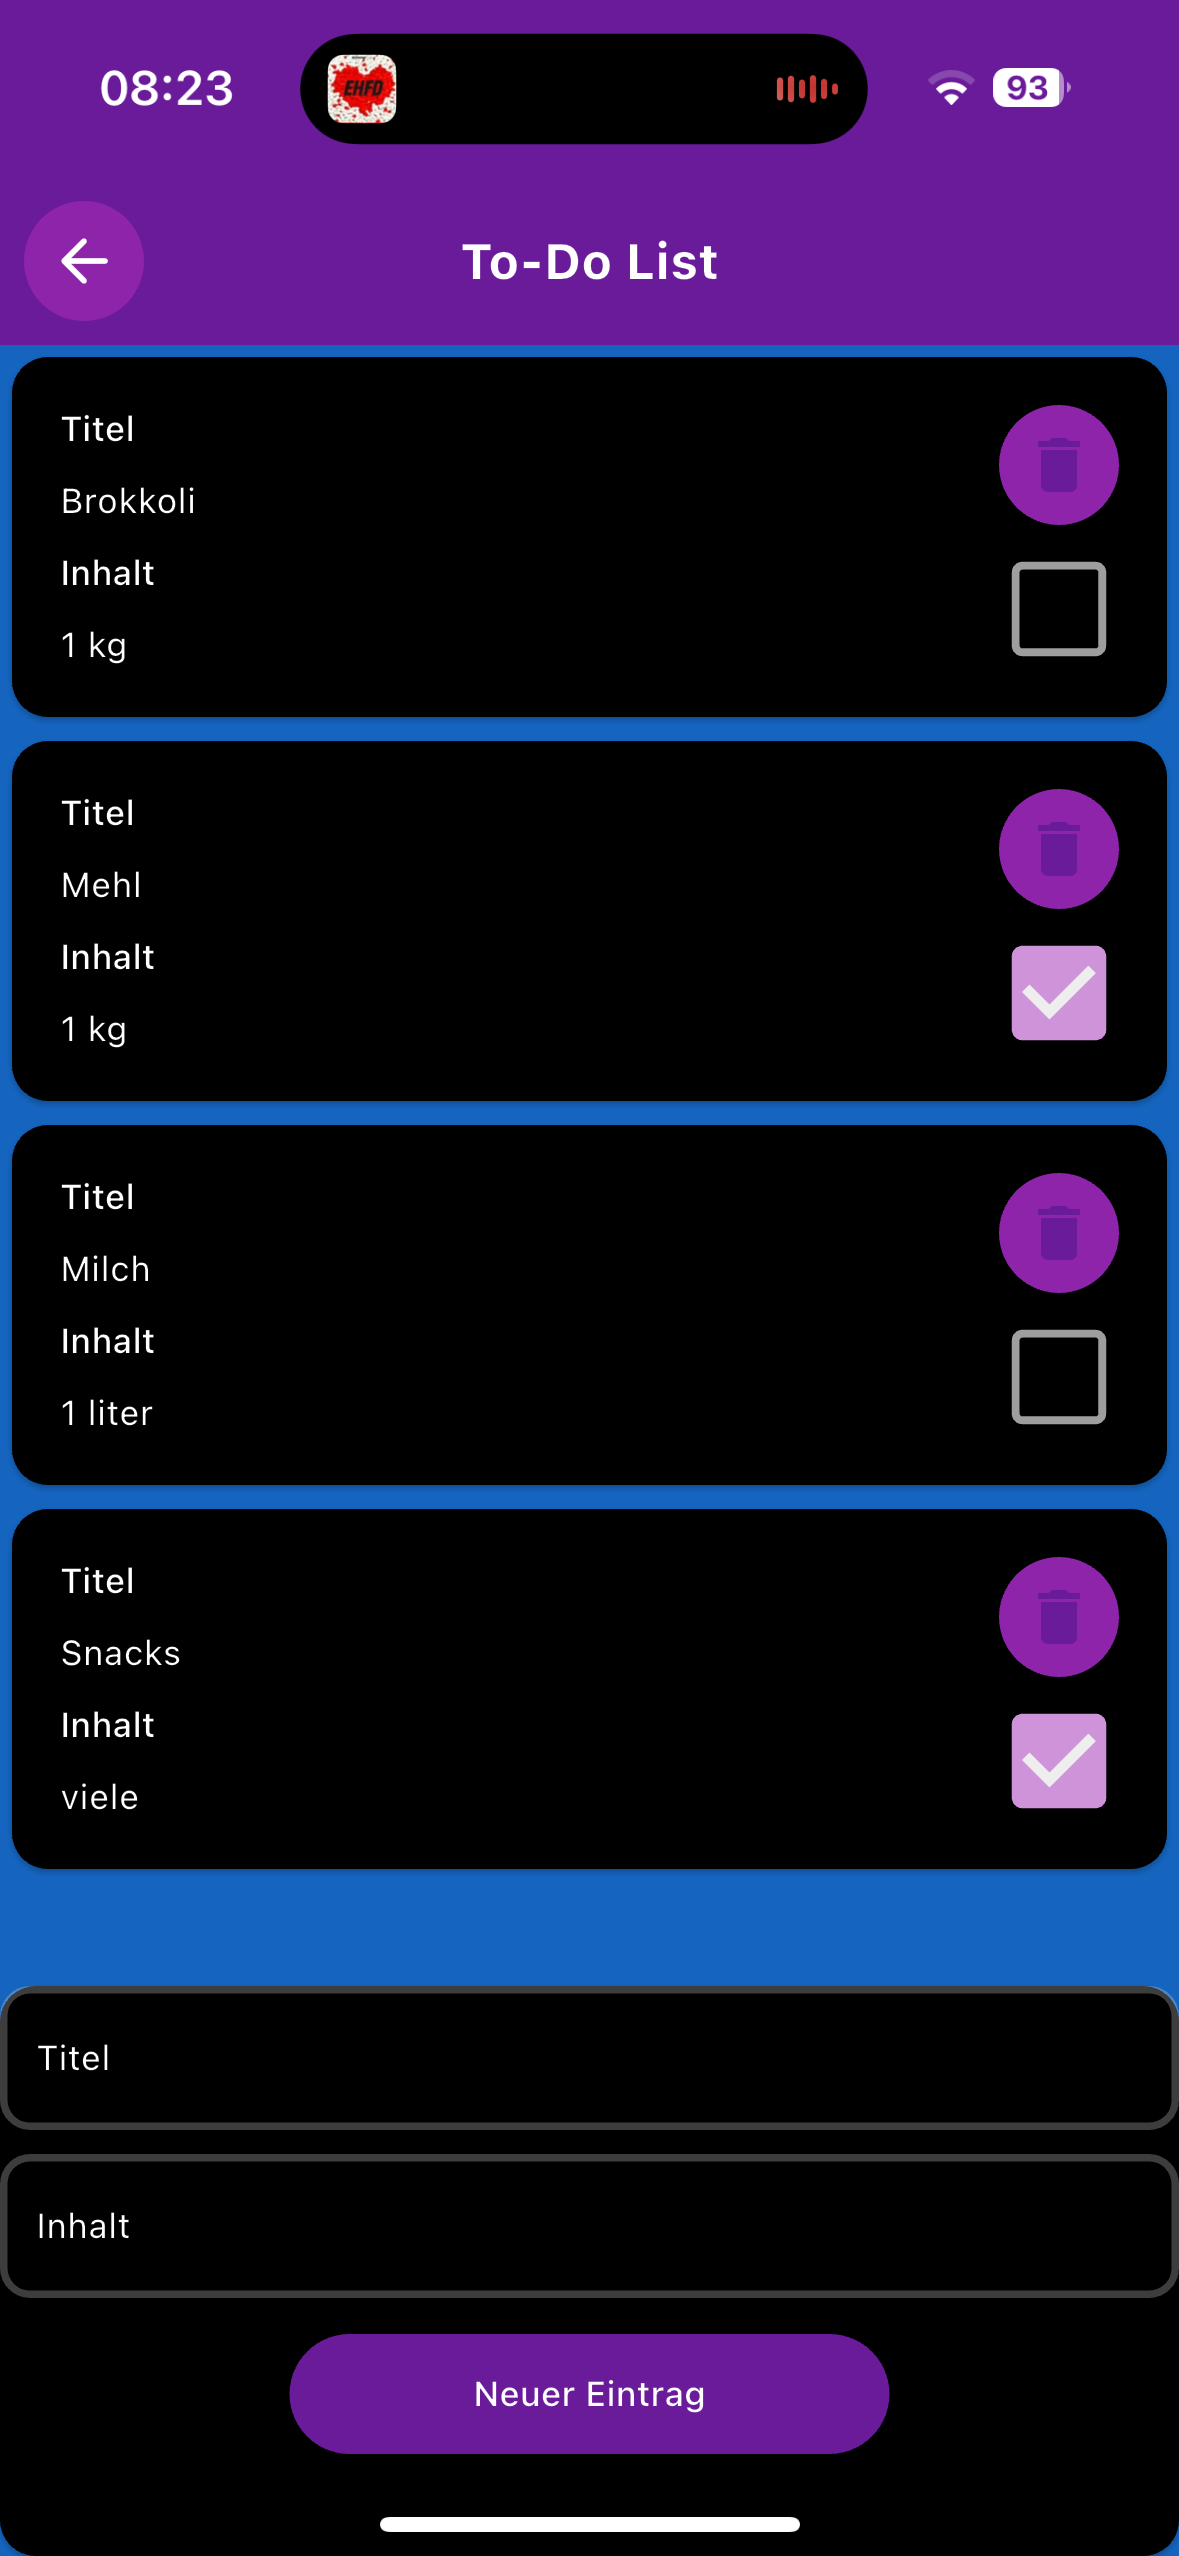 08:23
EHFD
93
To-Do List
Titel
Brokkoli
Inhalt
1 kg
Titel
Mehl
Inhalt
1 kg
Titel
Milch
Inhalt
1 liter
Titel
Snacks
Inhalt
viele
Titel
Inhalt
Neuer Eintrag